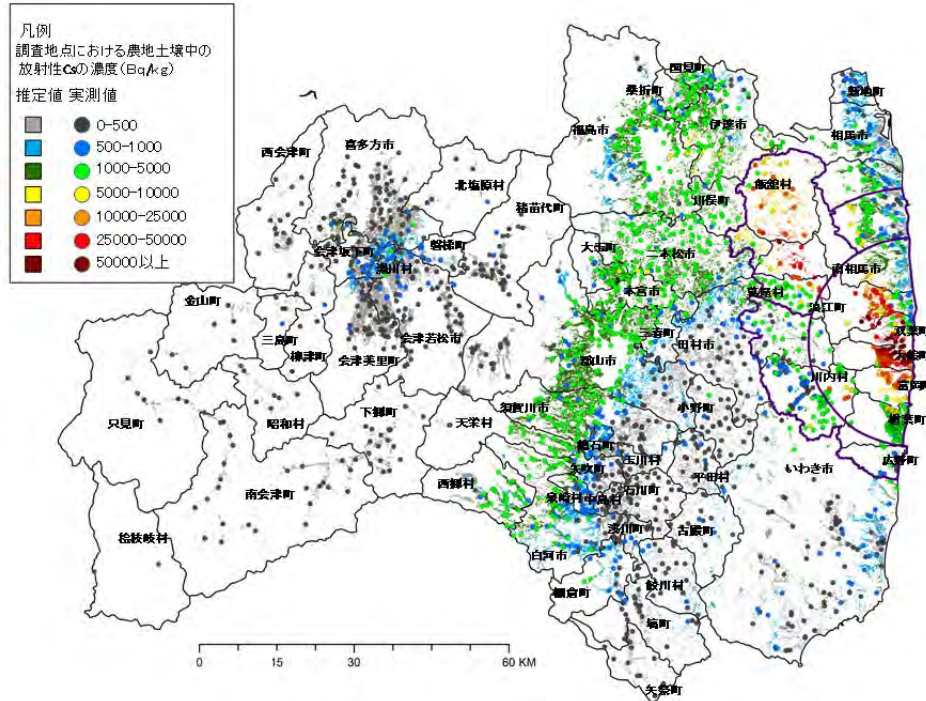 凡例
調査地点における農地土壌中の
放射性Csの濃度(Bq/kg)
推定値 実測値
0-500
500-1000
1000-5000
5000-10000
10000-25000
25000-50000
50000以上
国見町
桑折町
新地町
福島市
伊達市
相馬市
西会津町
喜多方市
北塩原村
飯舘村
猪苗代町
川俣町
会津坂下町
磐梯町
大玉村
二本松市
湯川村
南相馬市
本宮市
葛尾村
浪江町
金山町
三春町
双葉町
三島町
柳津町
会津若松市
田村市
会津美里町
郡山市
大熊町
川内村
富岡町
只見町
昭和村
下郷町
天栄村
須賀川市
小野町
楢葉町
鏡石町
広野町
西郷村
矢吹町
玉川村
いわき市
平田村
南会津町
泉崎村
中島村
石川町
浅川町
古殿町
檜枝岐村
白河市
棚倉町
鮫川村
塙町
矢祭町
0
15
30
60 KM